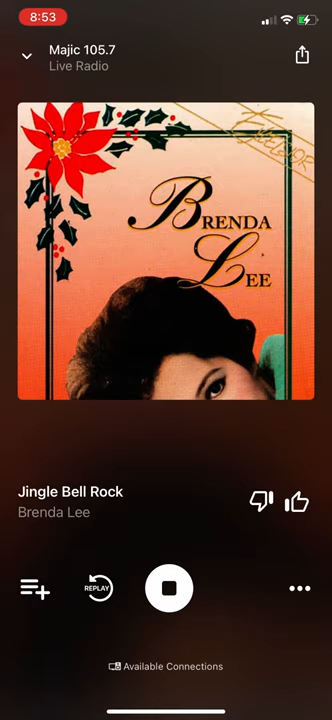 8:53
Majic 105.7
Live Radio
BRENDA
LEE
Jingle Bell Rock
Brenda Lee
REPLAY
Available Connections